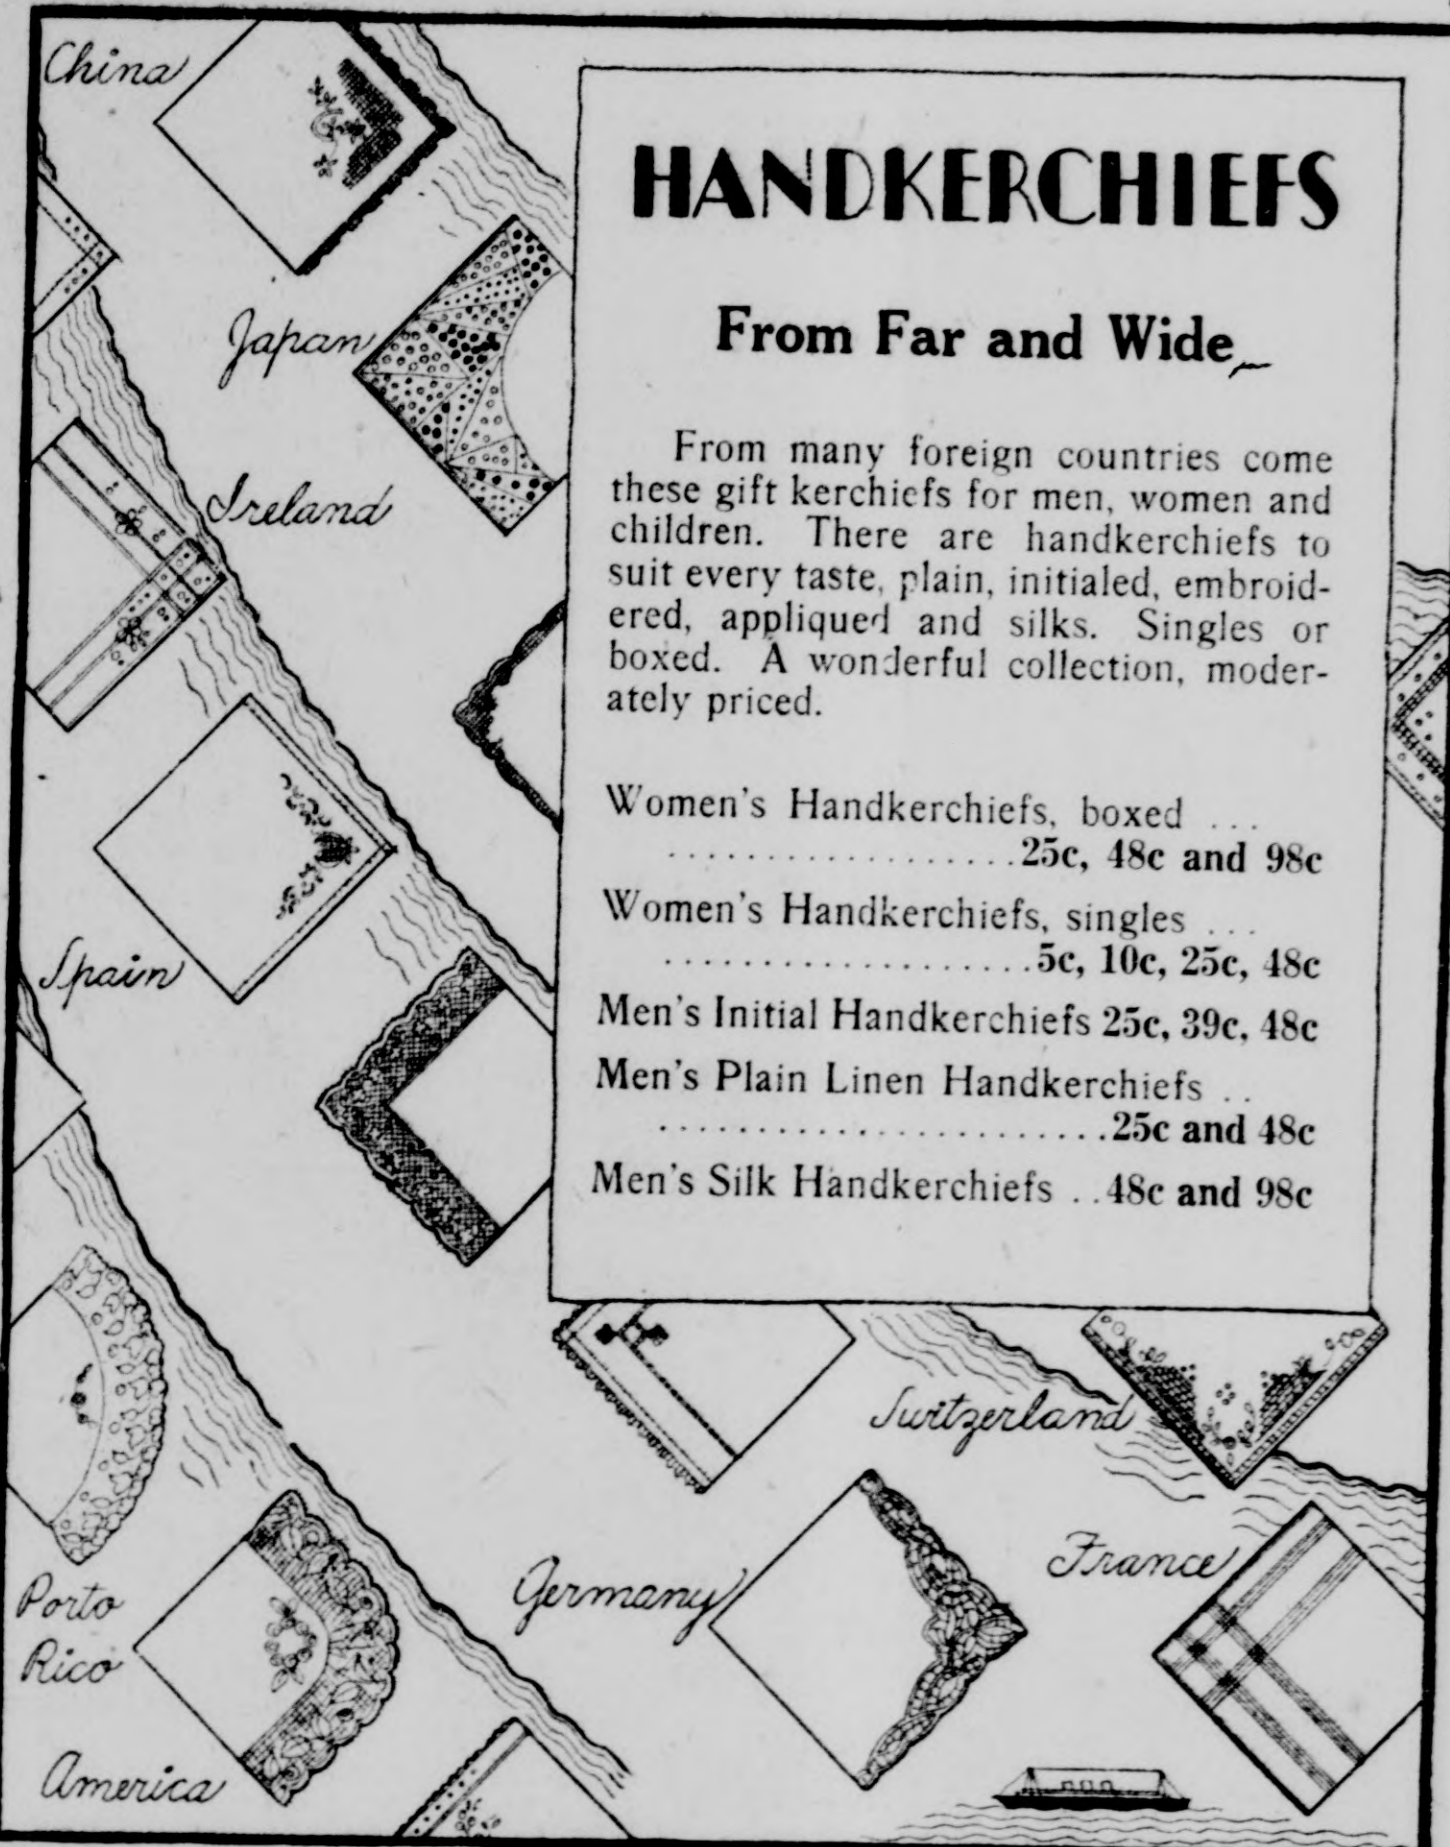 China
Japan
Ireland
Spain
Porto
Rico
America
Germany
Switzerland
France
HANDKERCHIEFS
From Far and Wide
From many foreign countries come
these gift kerchiefs for men, women and
children. There are handkerchiefs to
suit every taste, plain, initialed, embroid-
ered, appliqued and silks. Singles or
boxed. A wonderful collection, moder-
ately priced.
Women's Handkerchiefs, boxed ...
..................25c, 48c and 98c
Women's Handkerchiefs, singles ...
...................5c, 10c, 25c, 48c
Men's Initial Handkerchiefs 25c, 39c, 48c
Men's Plain Linen Handkerchiefs ..
.......................25c and 48c
Men's Silk Handkerchiefs ..48c and 98c